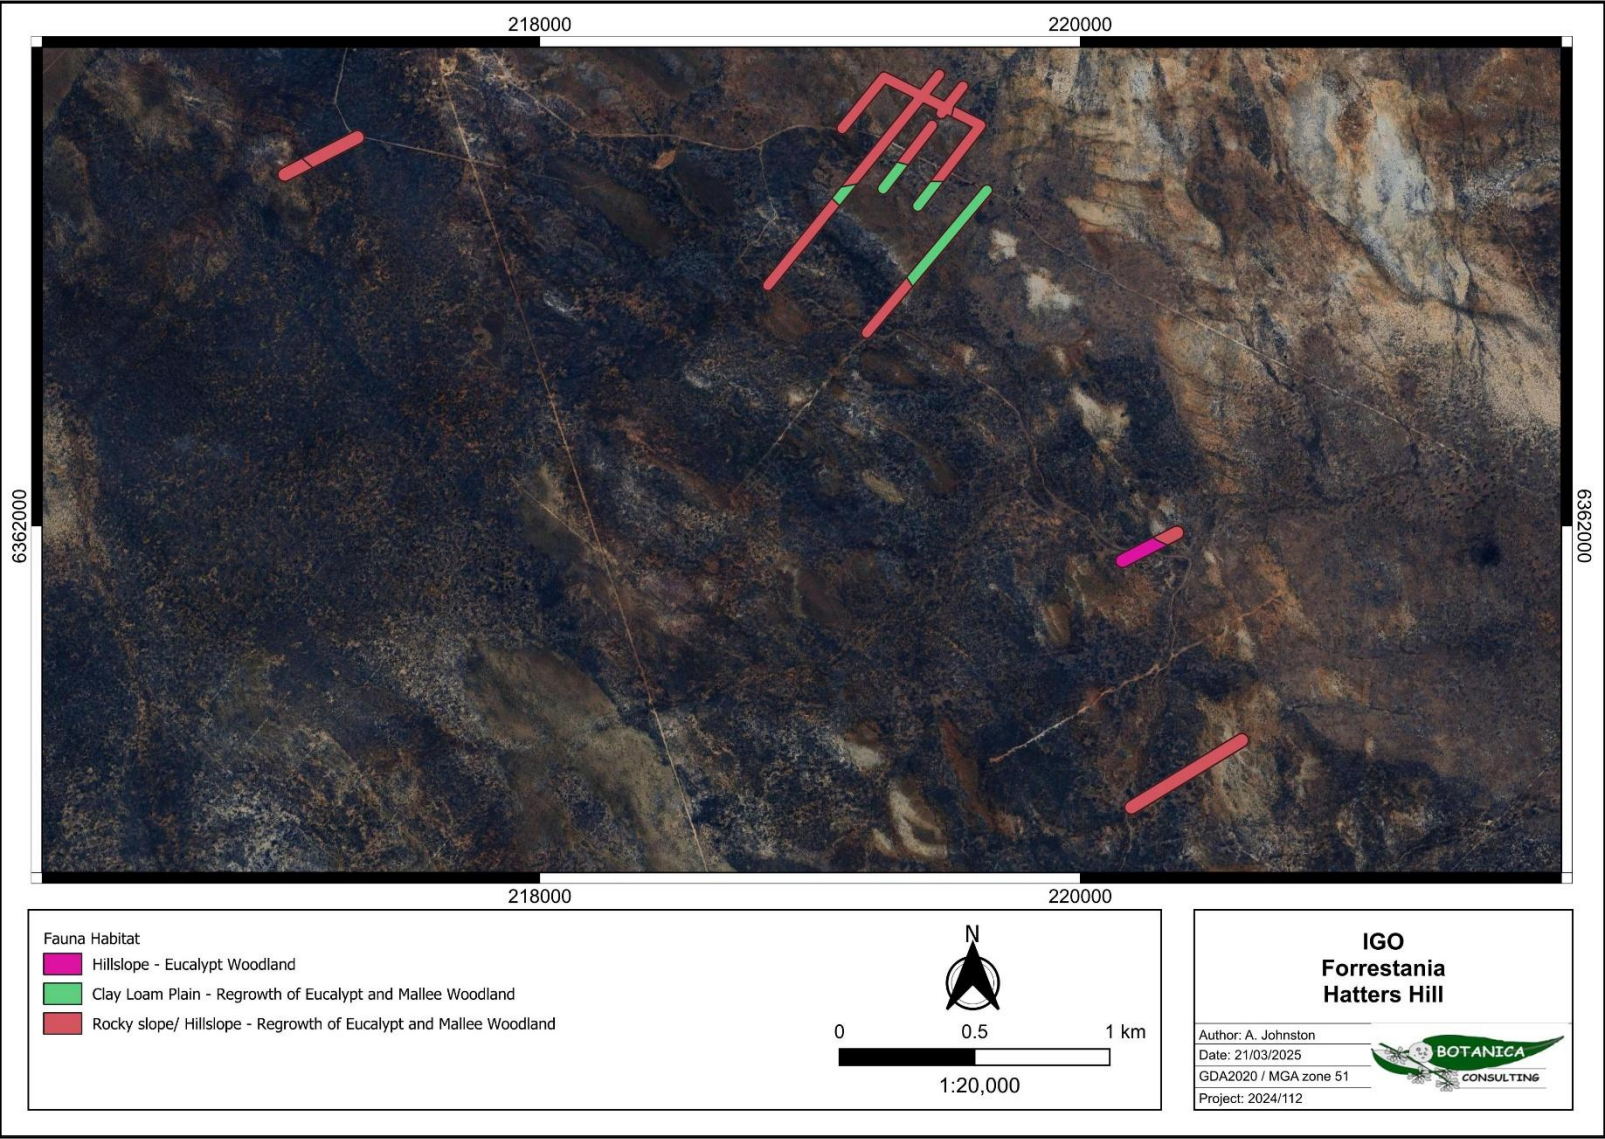 218000
220000
6362000
6362000
218000
220000
Fauna Habitat
Hillslope - Eucalypt Woodland
Clay Loam Plain - Regrowth of Eucalypt and Mallee Woodland
Rocky slope/ Hillslope - Regrowth of Eucalypt and Mallee Woodland
N
0 0.5 1 km
1:20,000
IGO
Forrestania
Hatters Hill
Author: A. Johnston
Date: 21/03/2025
GDA2020 / MGA zone 51
Project: 2024/112
BOTANICA
CONSULTING